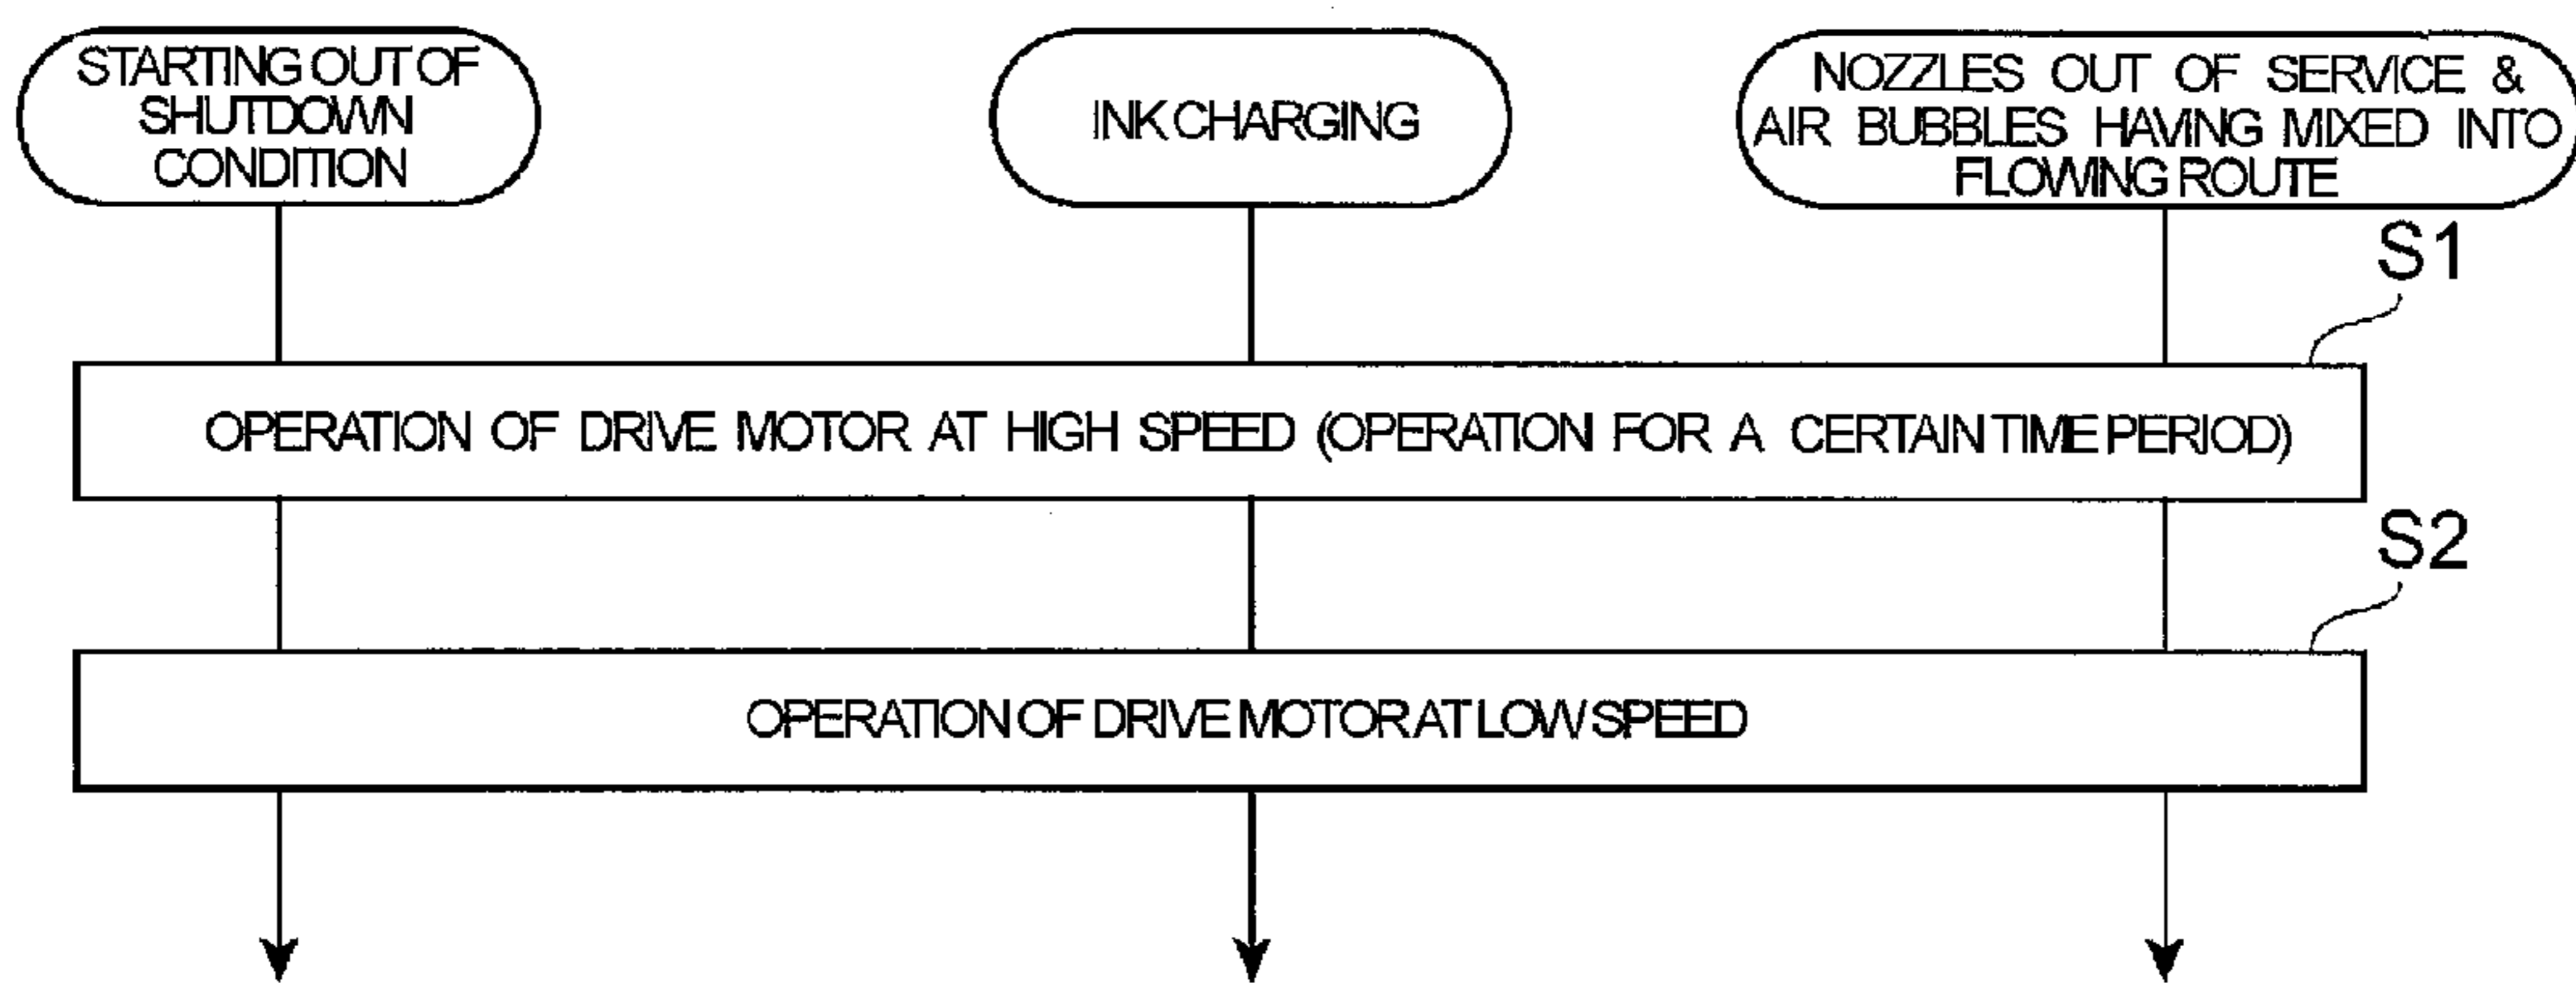 STARTING OUT OF
SHUTDOWN
CONDITION
INK CHARGING
NOZZLES OUT OF SERVICE &
AIR BUBBLES HAVING MIXED INTO
FLOWING ROUTE
S1
OPERATION OF DRIVE MOTOR AT HIGH SPEED (OPERATION FOR A CERTAIN TIME PERIOD)
S2
OPERATION OF DRIVE MOTOR AT LOW SPEED